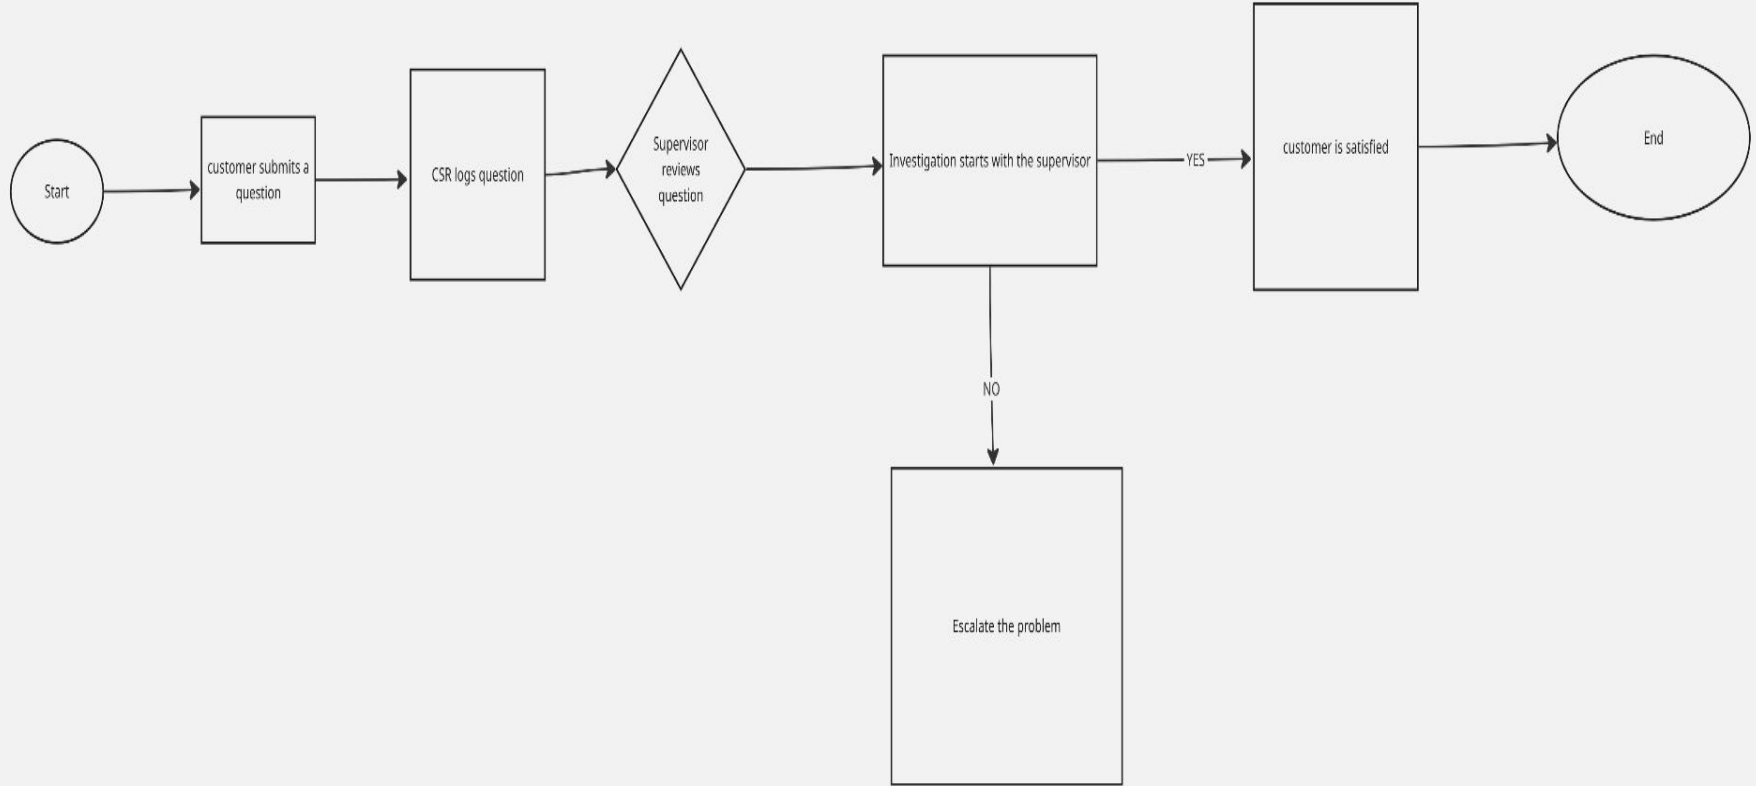 Start
customer submits a
question
CSR logs question
Supervisor
reviews
question
Investigation starts with the supervisor
YES
customer is satisfied
End
NO
Escalate the problem